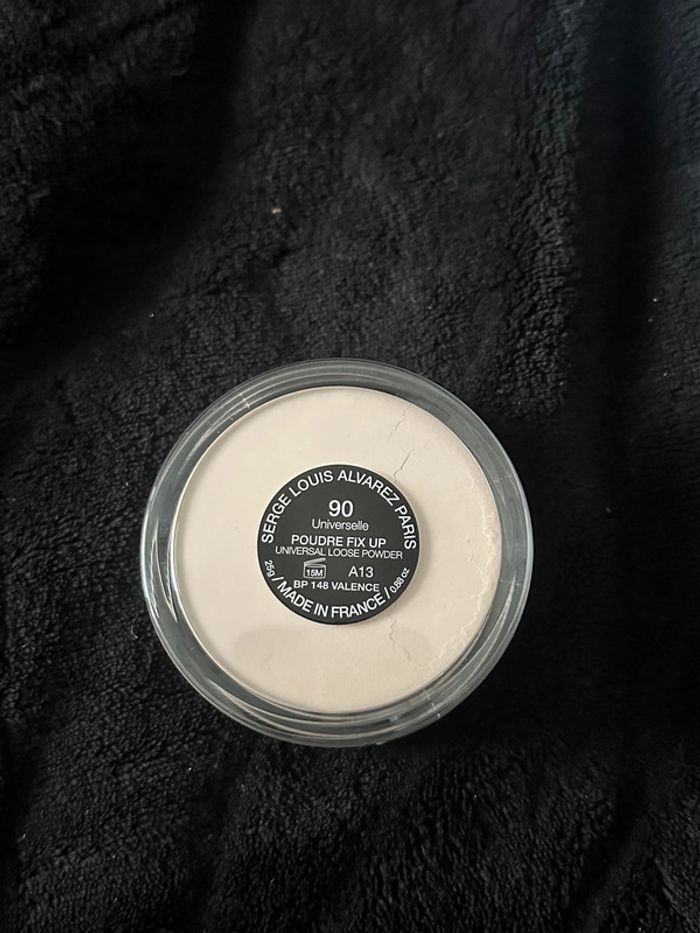 SERGE LOUIS ALVAREZ PARIS
90
Universelle
POUDRE FIX UP
UNIVERSAL LOOSE POWDER
15M A13
BP 148 VALENCE
25g / MADE IN FRANCE / 0.88 oz